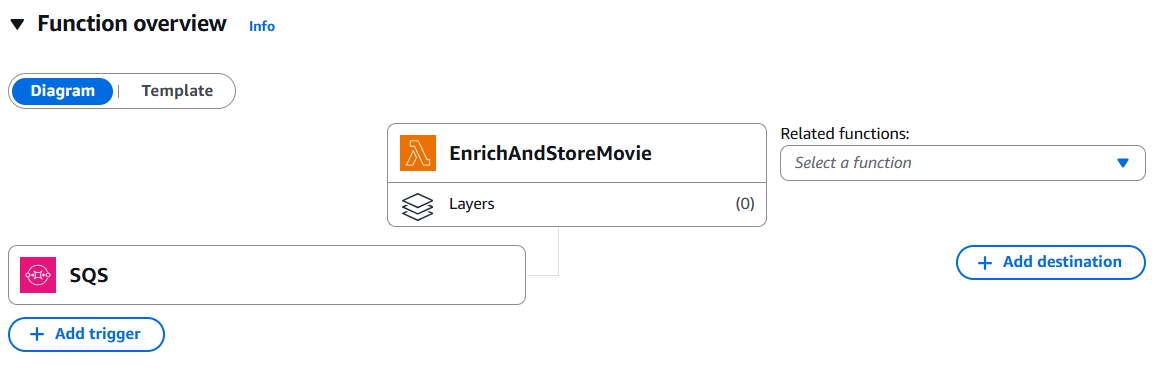 Function overview Info
Diagram Template
EnrichAndStoreMovie
Layers (0)
Related functions:
Select a function
SQS
Add trigger
Add destination